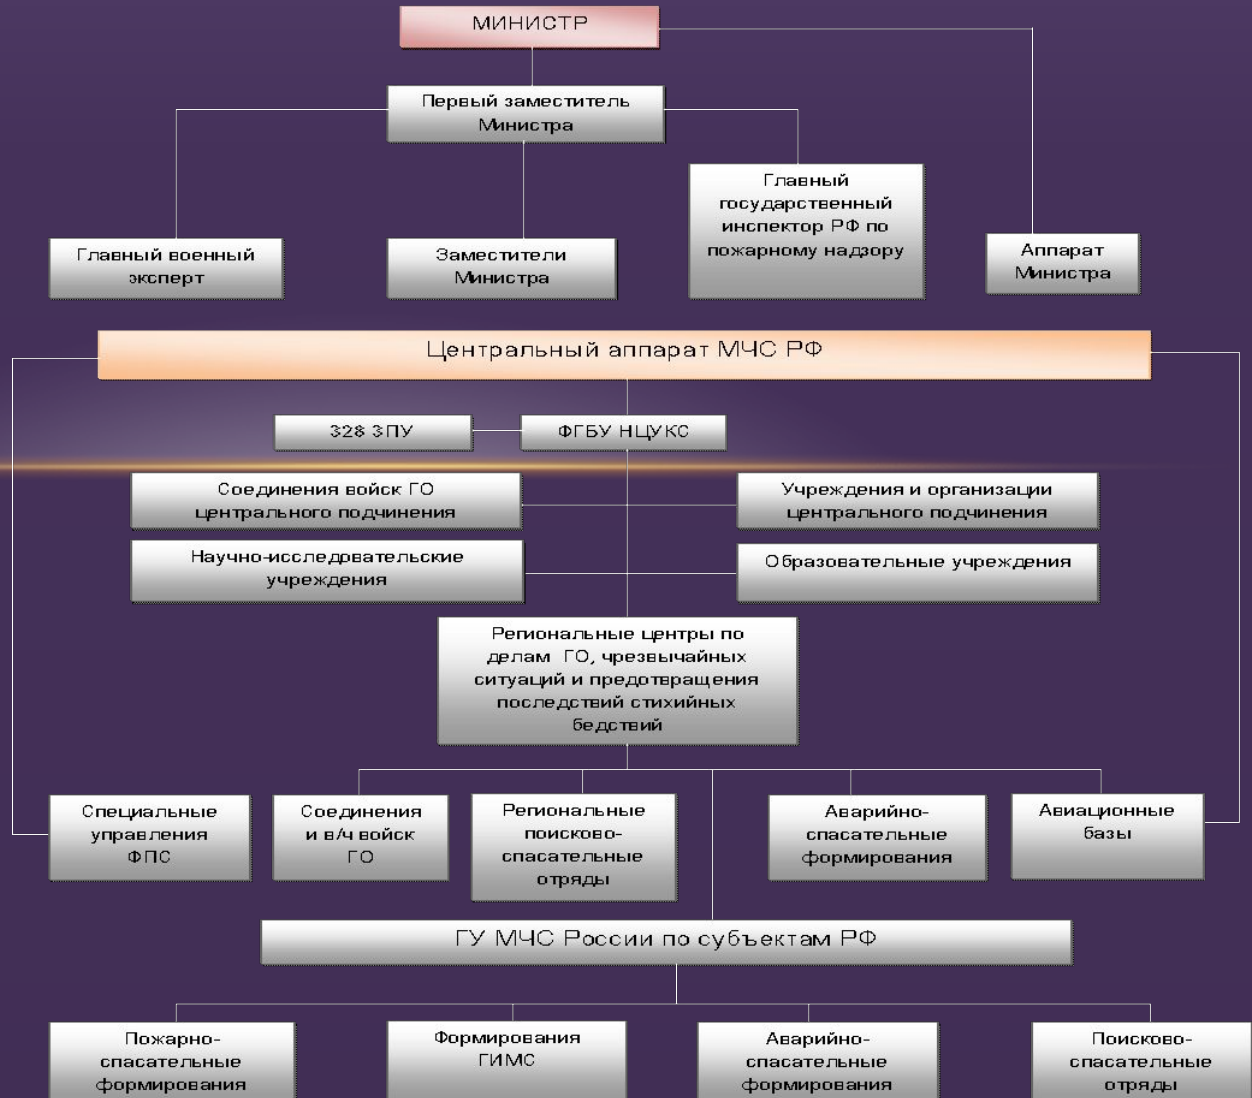 МИНИСТР
Первый заместитель
Министра
Главный военный
эксперт
Заместители
Министра
Главный
государственный
инспектор РФ по
пожарному надзору
Аппарат
Министра
Центральный аппарат МЧС РФ
328 ЗПУ
ФГБУ НЦУКС
Соединения войск ГО
центрального подчинения
Учреждения и организации
центрального подчинения
Научно-исследовательские
учреждения
Образовательные учреждения
Региональные центры по
делам ГО, чрезвычайных
ситуаций и предотвращения
последствий стихийных
бедствий
Специальные
управления
ФПС
Соединения
и в/ч войск
ГО
Региональные
поисково-
спасательные
отряды
Аварийно-
спасательные
формирования
Авиационные
базы
ГУ МЧС России по субъектам РФ
Пожарно-
спасательные
формирования
Формирования
ГИМС
Аварийно-
спасательные
формирования
Поисково-
спасательные
отряды